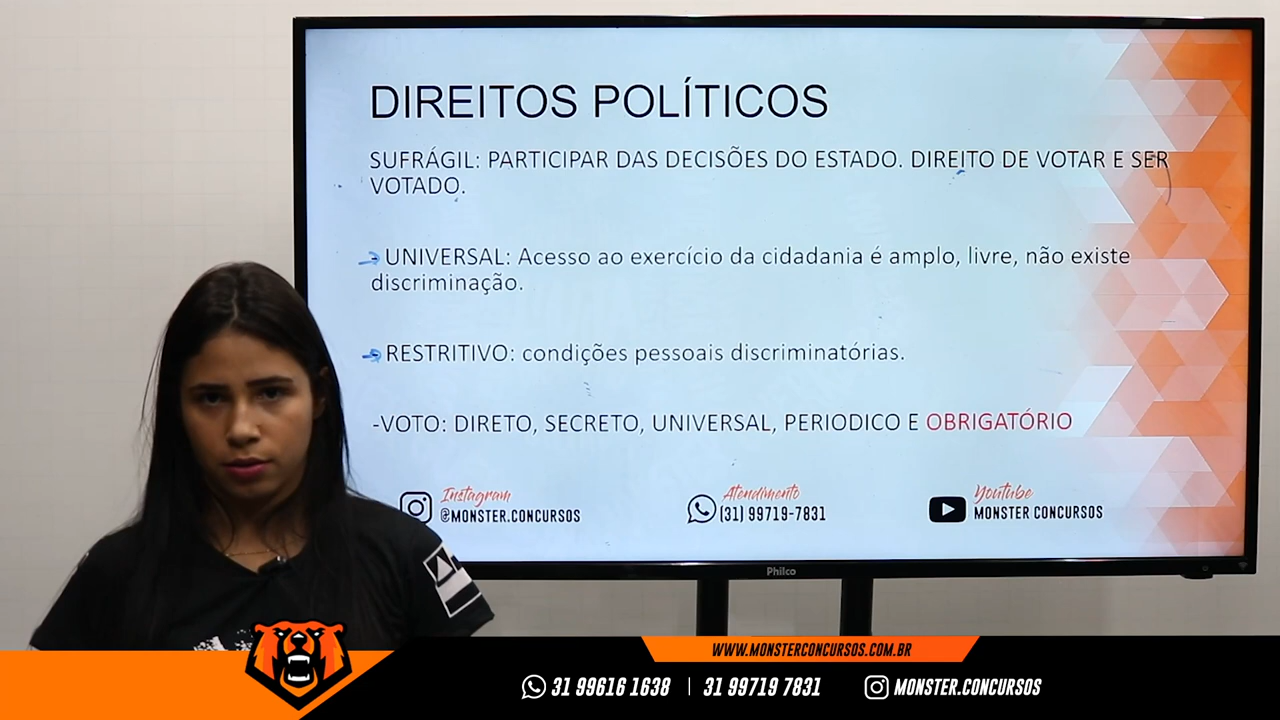 DIREITOS POLÍTICOS
SUFRÁGIL: PARTICIPAR DAS DECISÕES DO ESTADO. DIREITO DE VOTAR E SER
VOTADO.
UNIVERSAL: Acesso ao exercício da cidadania é amplo, livre, não existe
discriminação.
RESTRITIVO: condições pessoais discriminatórias.
-VOTO: DIRETO, SECRETO, UNIVERSAL, PERIODICO E OBRIGATÓRIO
Instagram
@MONSTER.CONCURSOS
Atendimento
(31) 99719-7831
Youtube
MONSTER CONCURSOS
Philco
WWW.MONSTERCONCURSOS.COM.BR
31 99616 1638 | 31 99719 7831
MONSTER.CONCURSOS